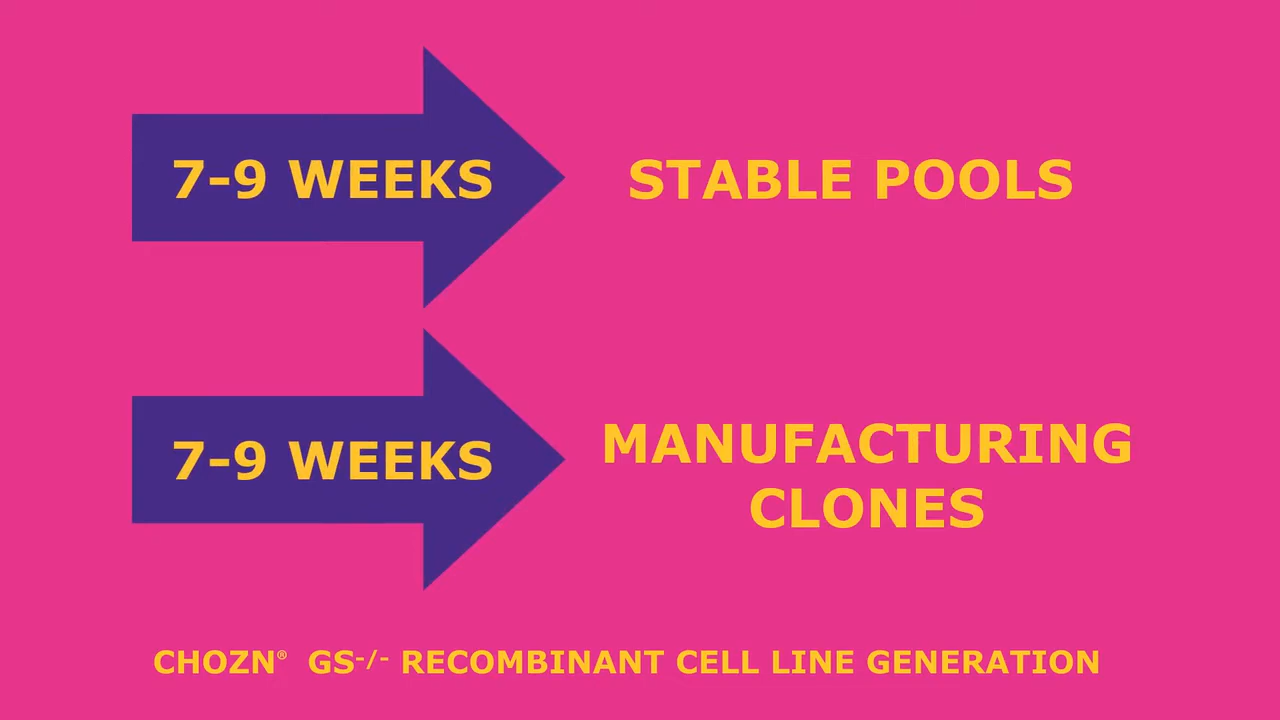 7-9 WEEKS
STABLE POOLS
7-9 WEEKS
MANUFACTURING
CLONES
CHOZN® GS-/- RECOMBINANT CELL LINE GENERATION